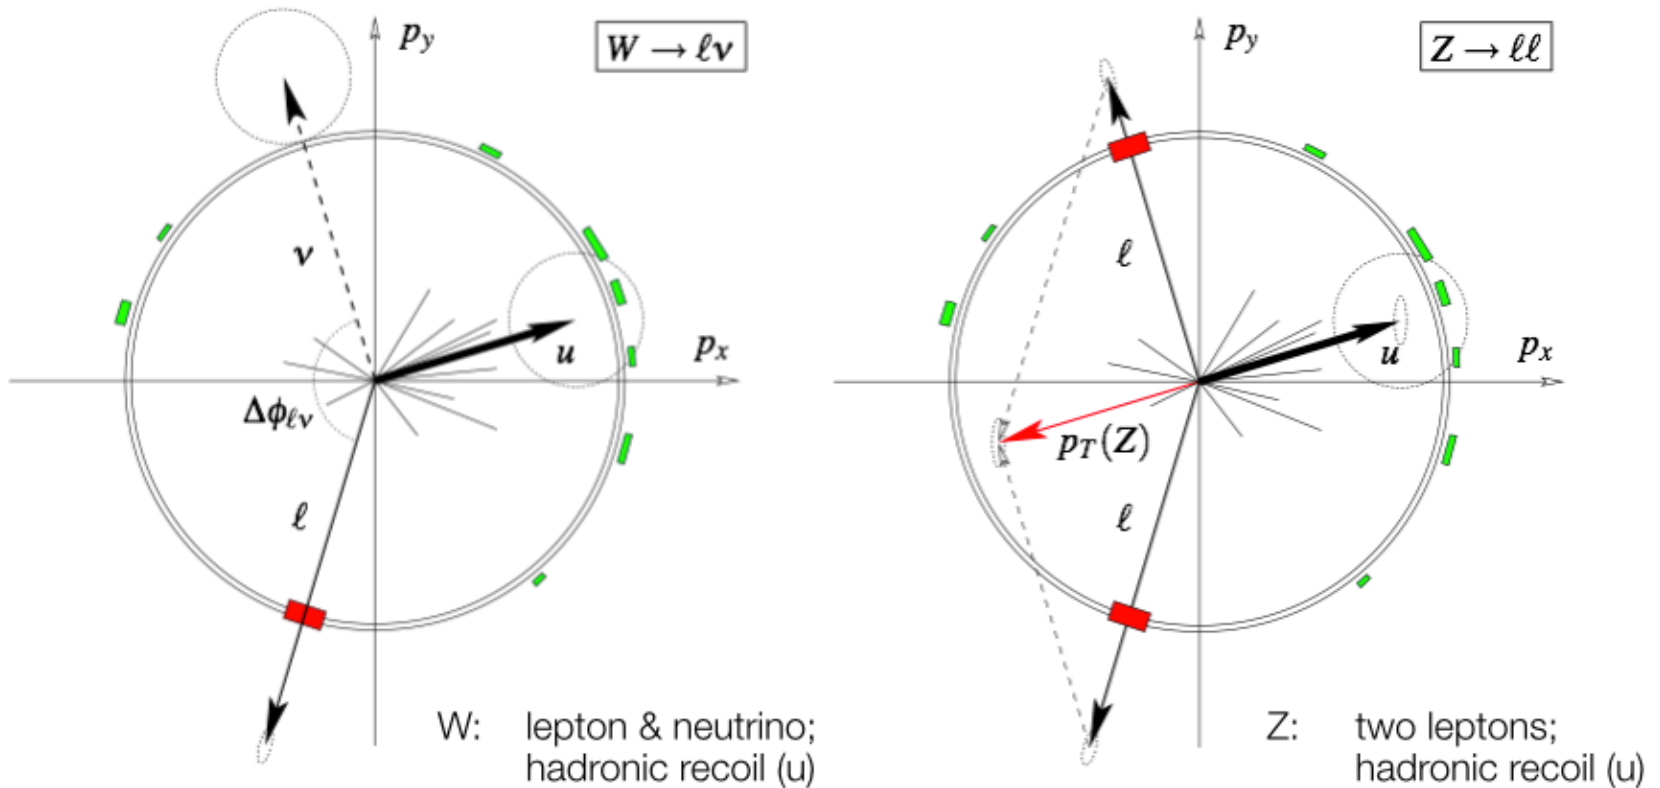 p_y
W → ℓν
ν
u
p_x
Δϕ_ℓν
ℓ
W: lepton & neutrino;
hadronic recoil (u)
p_y
Z → ℓℓ
ℓ
u
p_x
p_T(Z)
ℓ
Z: two leptons;
hadronic recoil (u)